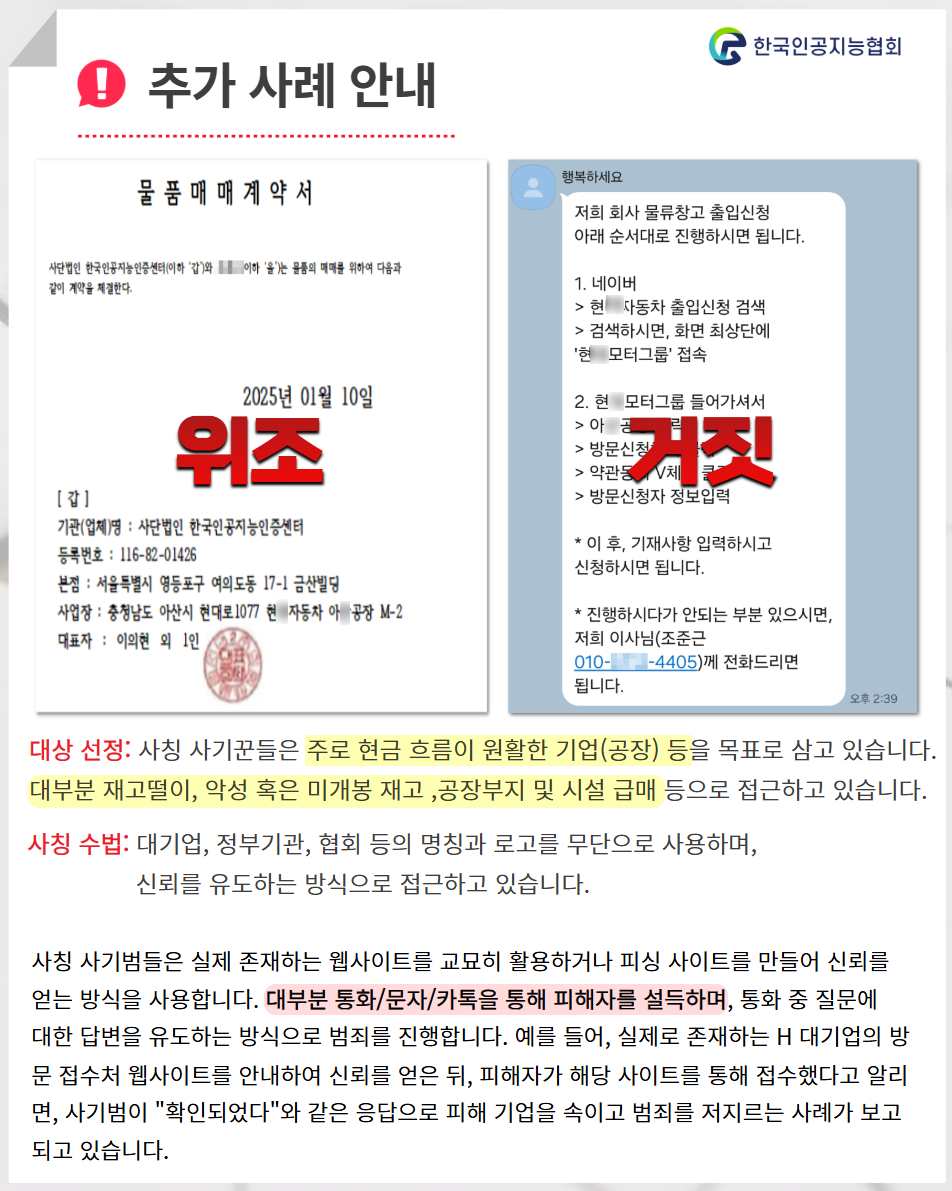 한국인공지능협회
추가 사례 안내
물품매매계약서
사단법인 한국인공지능인증센터(이하 '갑')와 이하 '을')는 물품의 매매를 위하여 다음과
같이 계약을 체결한다.
2025년 01월 10일
위조
[ 갑 ]
기관(업체)명 : 사단법인 한국인공지능인증센터
등록번호 : 116-82-01426
본점 : 서울특별시 영등포구 여의도동 17-1 금산빌딩
사업장 : 충청남도 아산시 현대로1077 현 자동차 아 공장 M-2
대표자 : 이의현 외 1인
행복하세요
저희 회사 물류창고 출입신청
아래 순서대로 진행하시면 됩니다.
1. 네이버
> 현 자동차 출입신청 검색
> 검색하시면, 화면 최상단에
'현 모터그룹' 접속
2. 현 모터그룹 들어가셔서
> 아 공
> 방문신청
> 약관동 V체
거짓
> 방문신청자 정보입력
* 이 후, 기재사항 입력하시고
신청하시면 됩니다.
* 진행하시다가 안되는 부분 있으시면,
저희 이사님(조준근
010- -4405)께 전화드리면
됩니다.
오후 2:39
대상 선정: 사칭 사기꾼들은 주로 현금 흐름이 원활한 기업(공장) 등을 목표로 삼고 있습니다.
대부분 재고떨이, 악성 혹은 미개봉 재고 ,공장부지 및 시설 급매 등으로 접근하고 있습니다.
사칭 수법: 대기업, 정부기관, 협회 등의 명칭과 로고를 무단으로 사용하며,
신뢰를 유도하는 방식으로 접근하고 있습니다.
사칭 사기범들은 실제 존재하는 웹사이트를 교묘히 활용하거나 피싱 사이트를 만들어 신뢰를
얻는 방식을 사용합니다. 대부분 통화/문자/카톡을 통해 피해자를 설득하며, 통화 중 질문에
대한 답변을 유도하는 방식으로 범죄를 진행합니다. 예를 들어, 실제로 존재하는 H 대기업의 방
문 접수처 웹사이트를 안내하여 신뢰를 얻은 뒤, 피해자가 해당 사이트를 통해 접수했다고 알리
면, 사기범이 "확인되었다"와 같은 응답으로 피해 기업을 속이고 범죄를 저지르는 사례가 보고
되고 있습니다.